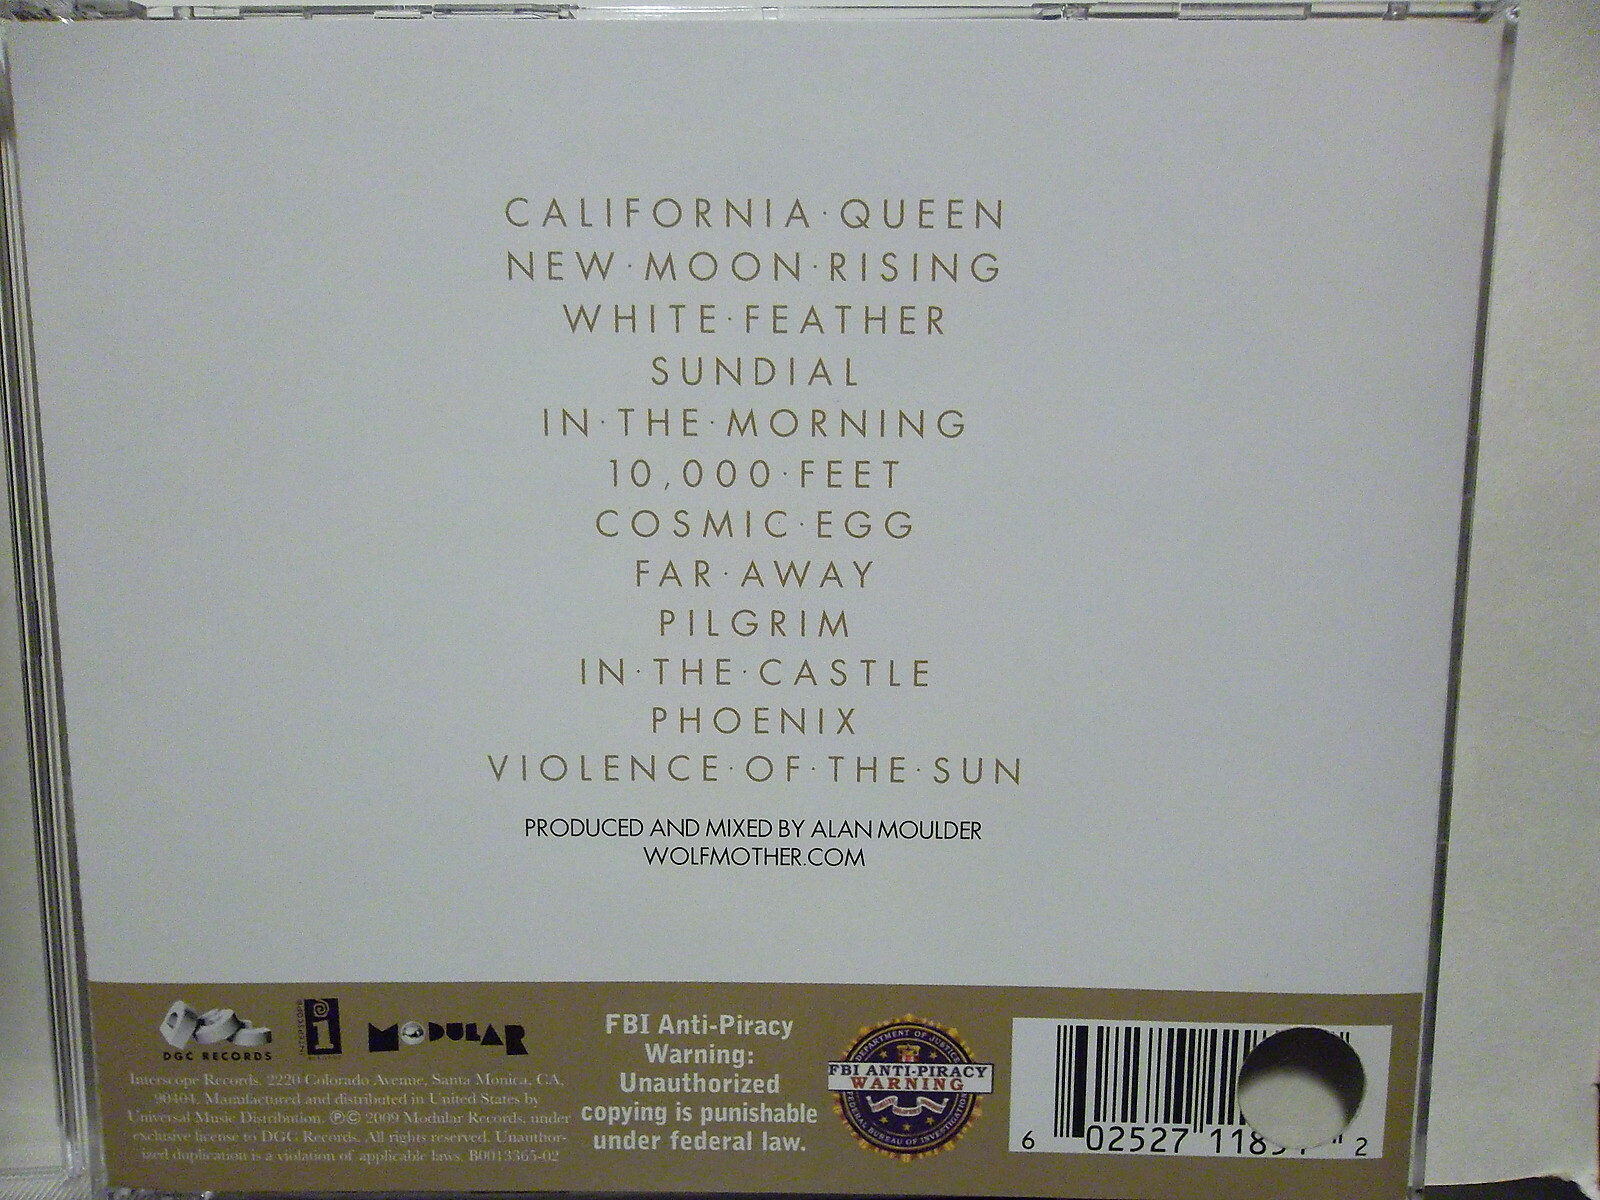 CALIFORNIA·QUEEN
NEW·MOON·RISING
WHITE·FEATHER
SUNDIAL
IN·THE·MORNING
10,000·FEET
COSMIC·EGG
FAR·AWAY
PILGRIM
IN·THE·CASTLE
PHOENIX
VIOLENCE·OF·THE·SUN
PRODUCED AND MIXED BY ALAN MOULDER
WOLFMOTHER.COM
DGC RECORDS
INTERSCOPE
MODULAR
Interscope Records, 2220 Colorado Avenue, Santa Monica, CA,
90404. Manufactured and distributed in United States by
Universal Music Distribution. ℗© 2009 Modular Records, under
exclusive license to DGC Records. All rights reserved. Unauthor-
ized duplication is a violation of applicable laws. B0013365-02
FBI Anti-Piracy
Warning:
Unauthorized
copying is punishable
under federal law.
DEPARTMENT OF JUSTICE
FBI ANTI-PIRACY
WARNING
FEDERAL BUREAU OF INVESTIGATION
6 02527 118 2